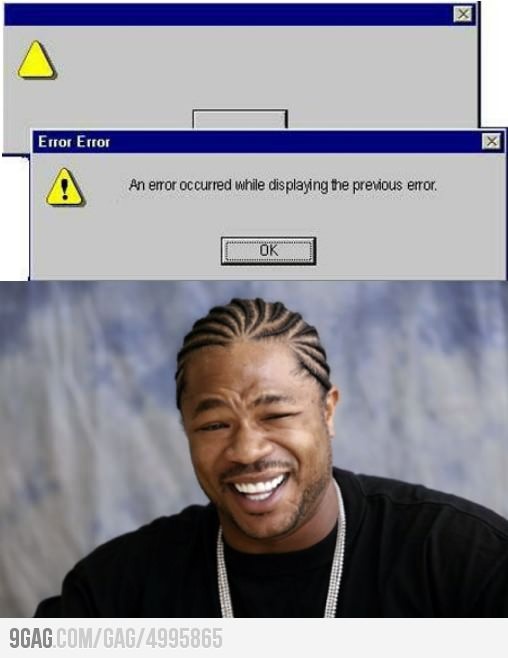 Error Error
An error occurred while displaying the previous error.
OK
9GAG.COM/GAG/4995865